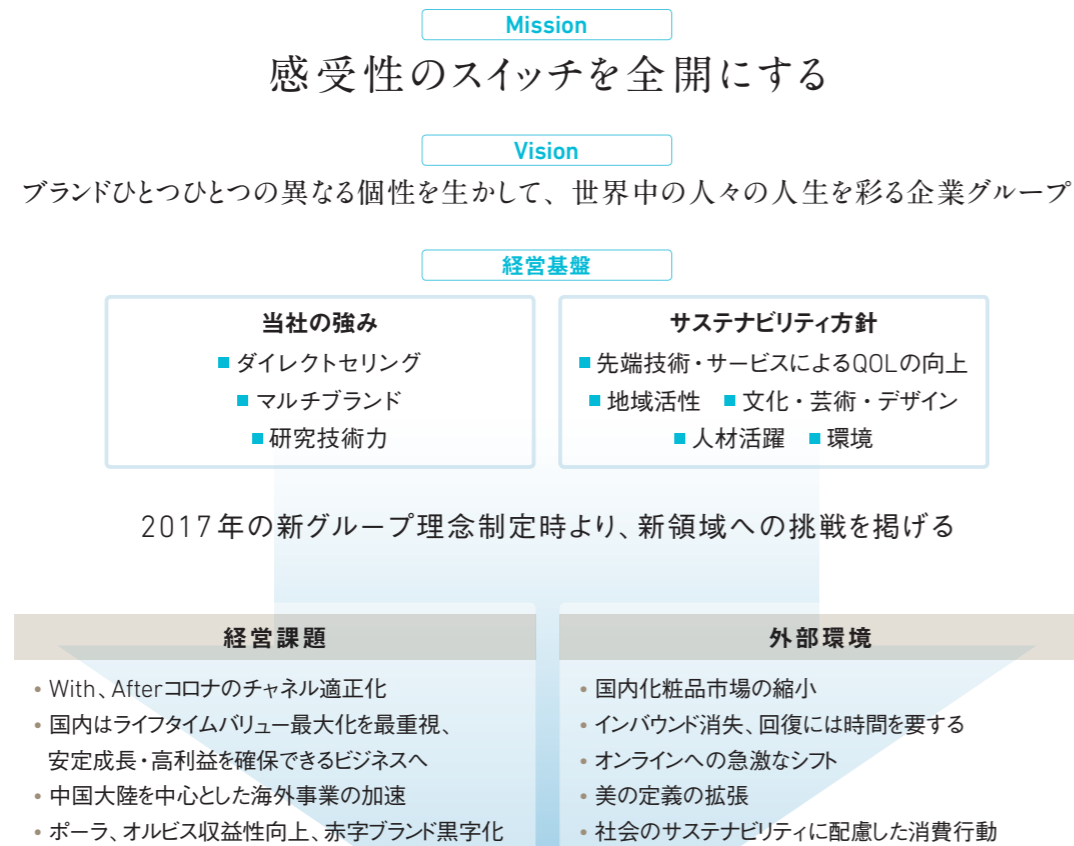 Mission
感受性のスイッチを全開にする
Vision
ブランドひとつひとつの異なる個性を生かして、世界中の人々の人生を彩る企業グループ
経営基盤
当社の強み
■ ダイレクトセリング
■ マルチブランド
■ 研究技術力
サステナビリティ方針
■ 先端技術・サービスによるQOLの向上
■ 地域活性 ■ 文化・芸術・デザイン
■ 人材活躍 ■ 環境
2017年の新グループ理念制定時より、新領域への挑戦を掲げる
経営課題
• With、Afterコロナのチャネル適正化
• 国内はライフタイムバリュー最大化を最重視、
安定成長・高利益を確保できるビジネスへ
• 中国大陸を中心とした海外事業の加速
• ポーラ、オルビス収益性向上、赤字ブランド黒字化
外部環境
• 国内化粧品市場の縮小
• インバウンド消失、回復には時間を要する
• オンラインへの急激なシフト
• 美の定義の拡張
• 社会のサステナビリティに配慮した消費行動